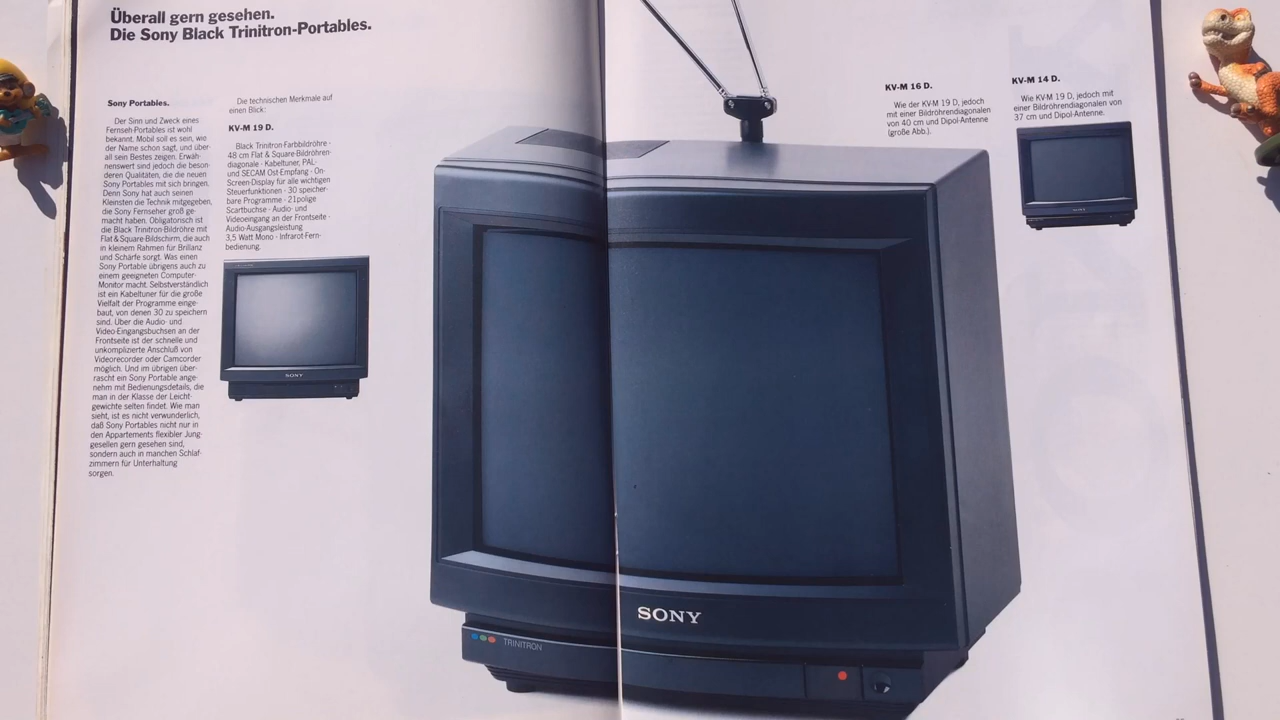 Überall gern gesehen.
Die Sony Black Trinitron-Portables.
Sony Portables.
Der Sinn und Zweck eines
Fernseh-Portables ist wohl
bekannt. Mobil soll es sein, wie
der Name schon sagt, und über-
all sein Bestes zeigen. Erwäh-
nenswert sind jedoch die beson-
deren Qualitäten, die die neuen
Sony Portables mit sich bringen.
Denn Sony hat auch seinen
Kleinsten die Technik mitgegeben,
die Sony Fernseher groß ge-
macht haben. Obligatorisch ist
die Black Trinitron-Bildröhre mit
Flat & Square-Bildschirm, die auch
in kleinem Rahmen für Brillanz
und Schärfe sorgt. Was einen
Sony Portable übrigens auch zu
einem geeigneten Computer-
Monitor macht. Selbstverständlich
ist ein Kabeltuner für die große
Vielfalt der Programme einge-
baut, von denen 30 zu speichern
sind. Über die Audio- und
Video-Eingangsbuchsen an der
Frontseite ist der schnelle und
unkomplizierte Anschluß von
Videorecorder oder Camcorder
möglich. Und im übrigen über-
rascht ein Sony Portable ange-
nehm mit Bedienungsdetails, die
man in der Klasse der Leicht-
gewichte selten findet. Wie man
sieht, ist es nicht verwunderlich,
daß Sony Portables nicht nur in
den Appartements flexibler Jung-
gesellen gern gesehen sind,
sondern auch in manchen Schlaf-
zimmern für Unterhaltung
sorgen.
Die technischen Merkmale auf
einen Blick:
KV-M 19 D.
Black Trinitron Farbbildröhre ·
48 cm Flat & Square-Bildröhren-
diagonale · Kabeltuner, PAL-
und SECAM Ost-Empfang · On-
Screen-Display für alle wichtigen
Steuerfunktionen · 30 speicher-
bare Programme · 21polige
Scartbuchse · Audio- und
Videoeingang an der Frontseite ·
Audio-Ausgangsleistung
3,5 Watt Mono · Infrarot-Fern-
bedienung.
SONY
SONY
TRINITRON
KV-M 16 D.
Wie der KV-M 19 D, jedoch
mit einer Bildröhrendiagonalen
von 40 cm und Dipol-Antenne
(große Abb.).
KV-M 14 D.
Wie KV-M 19 D, jedoch mit
einer Bildröhrendiagonalen von
37 cm und Dipol-Antenne.
SONY